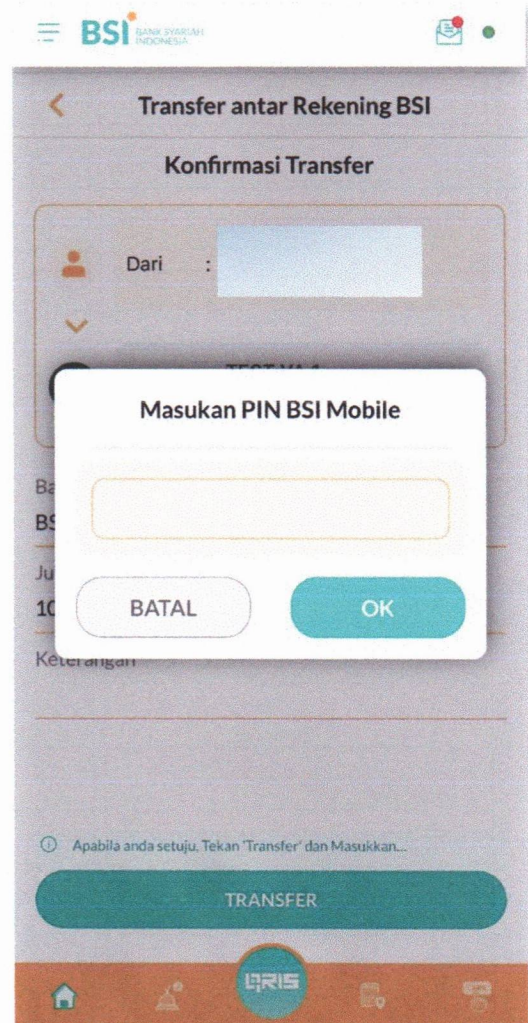 BSI BANK SYARIAH
INDONESIA
Transfer antar Rekening BSI
Konfirmasi Transfer
Dari :
Masukan PIN BSI Mobile
BATAL
OK
Keterangan
Apabila anda setuju, Tekan 'Transfer' dan Masukkan...
TRANSFER
QRIS